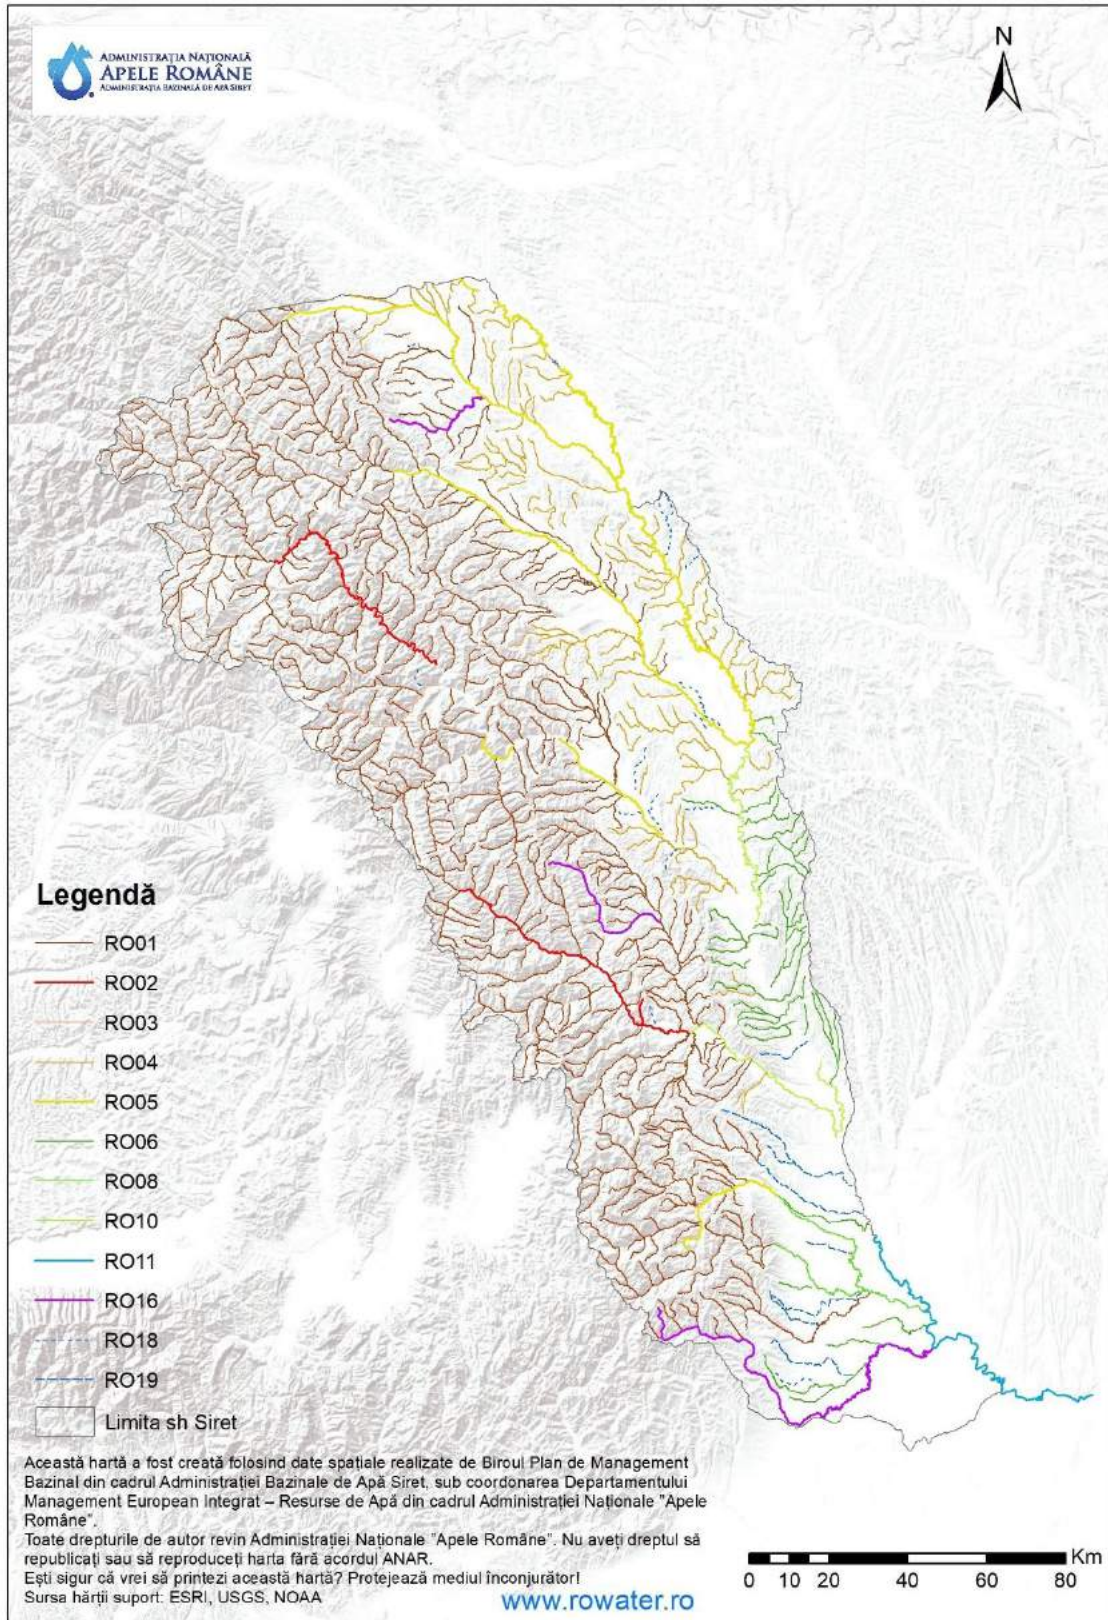 ADMINISTRAȚIA NAȚIONALĂ
APELE ROMÂNE
ADMINISTRAȚIA BAZINALĂ DE APĂ SIRET
N
Legendă
RO01
RO02
RO03
RO04
RO05
RO06
RO08
RO10
RO11
RO16
RO18
RO19
Limita sh Siret
Această hartă a fost creată folosind date spațiale realizate de Biroul Plan de Management
Bazinal din cadrul Administrației Bazinale de Apă Siret, sub coordonarea Departamentului
Management European Integrat – Resurse de Apă din cadrul Administrației Naționale "Apele
Române".
Toate drepturile de autor revin Administrației Naționale "Apele Române". Nu aveți dreptul să
republicați sau să reproduceți harta fără acordul ANAR.
Ești sigur că vrei să printezi această hartă? Protejează mediul înconjurător!
Sursa hărții suport: ESRI, USGS, NOAA
www.rowater.ro
Km
0 10 20 40 60 80